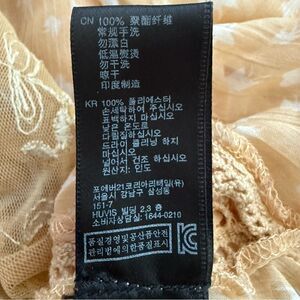 CN 100% 聚酯纤维
常规手洗
勿漂白
低温熨烫
勿干洗
晾干
印度制造
KR 100% 폴리에스터
손세탁하여 주십시오
표백하지 마십시오
낮은 온도로
다림질하십시오
드라이 클리닝 하지
마십시오
널어서 건조 하십시오
원산지: 인도
포에버21코리아리테일(유)
서울시 강남구 삼성동
151-7
HUVIS 빌딩 2,3 층
소비자상담실: 1644-0210
품질경영및공산품안전
관리법에의한품질표시